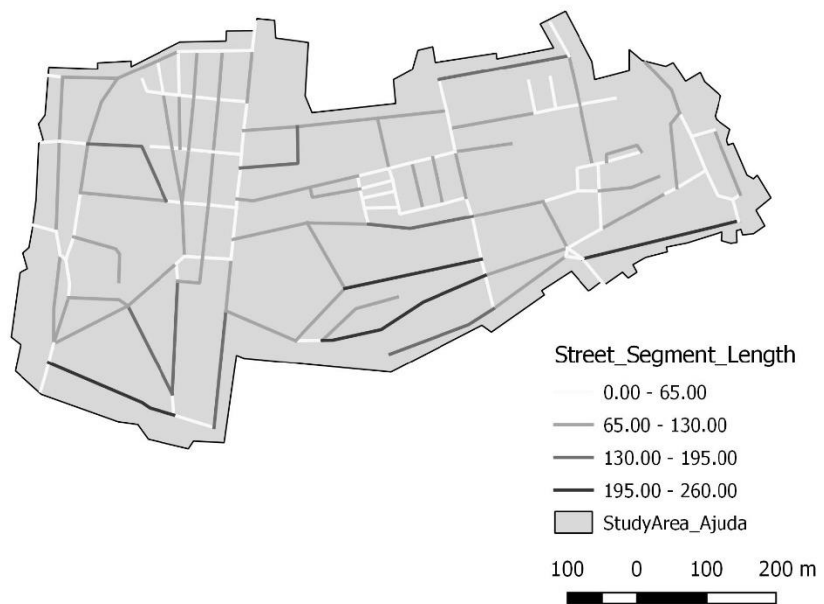 Street_Segment_Length
0.00 - 65.00
65.00 - 130.00
130.00 - 195.00
195.00 - 260.00
StudyArea_Ajuda
100 0 100 200 m